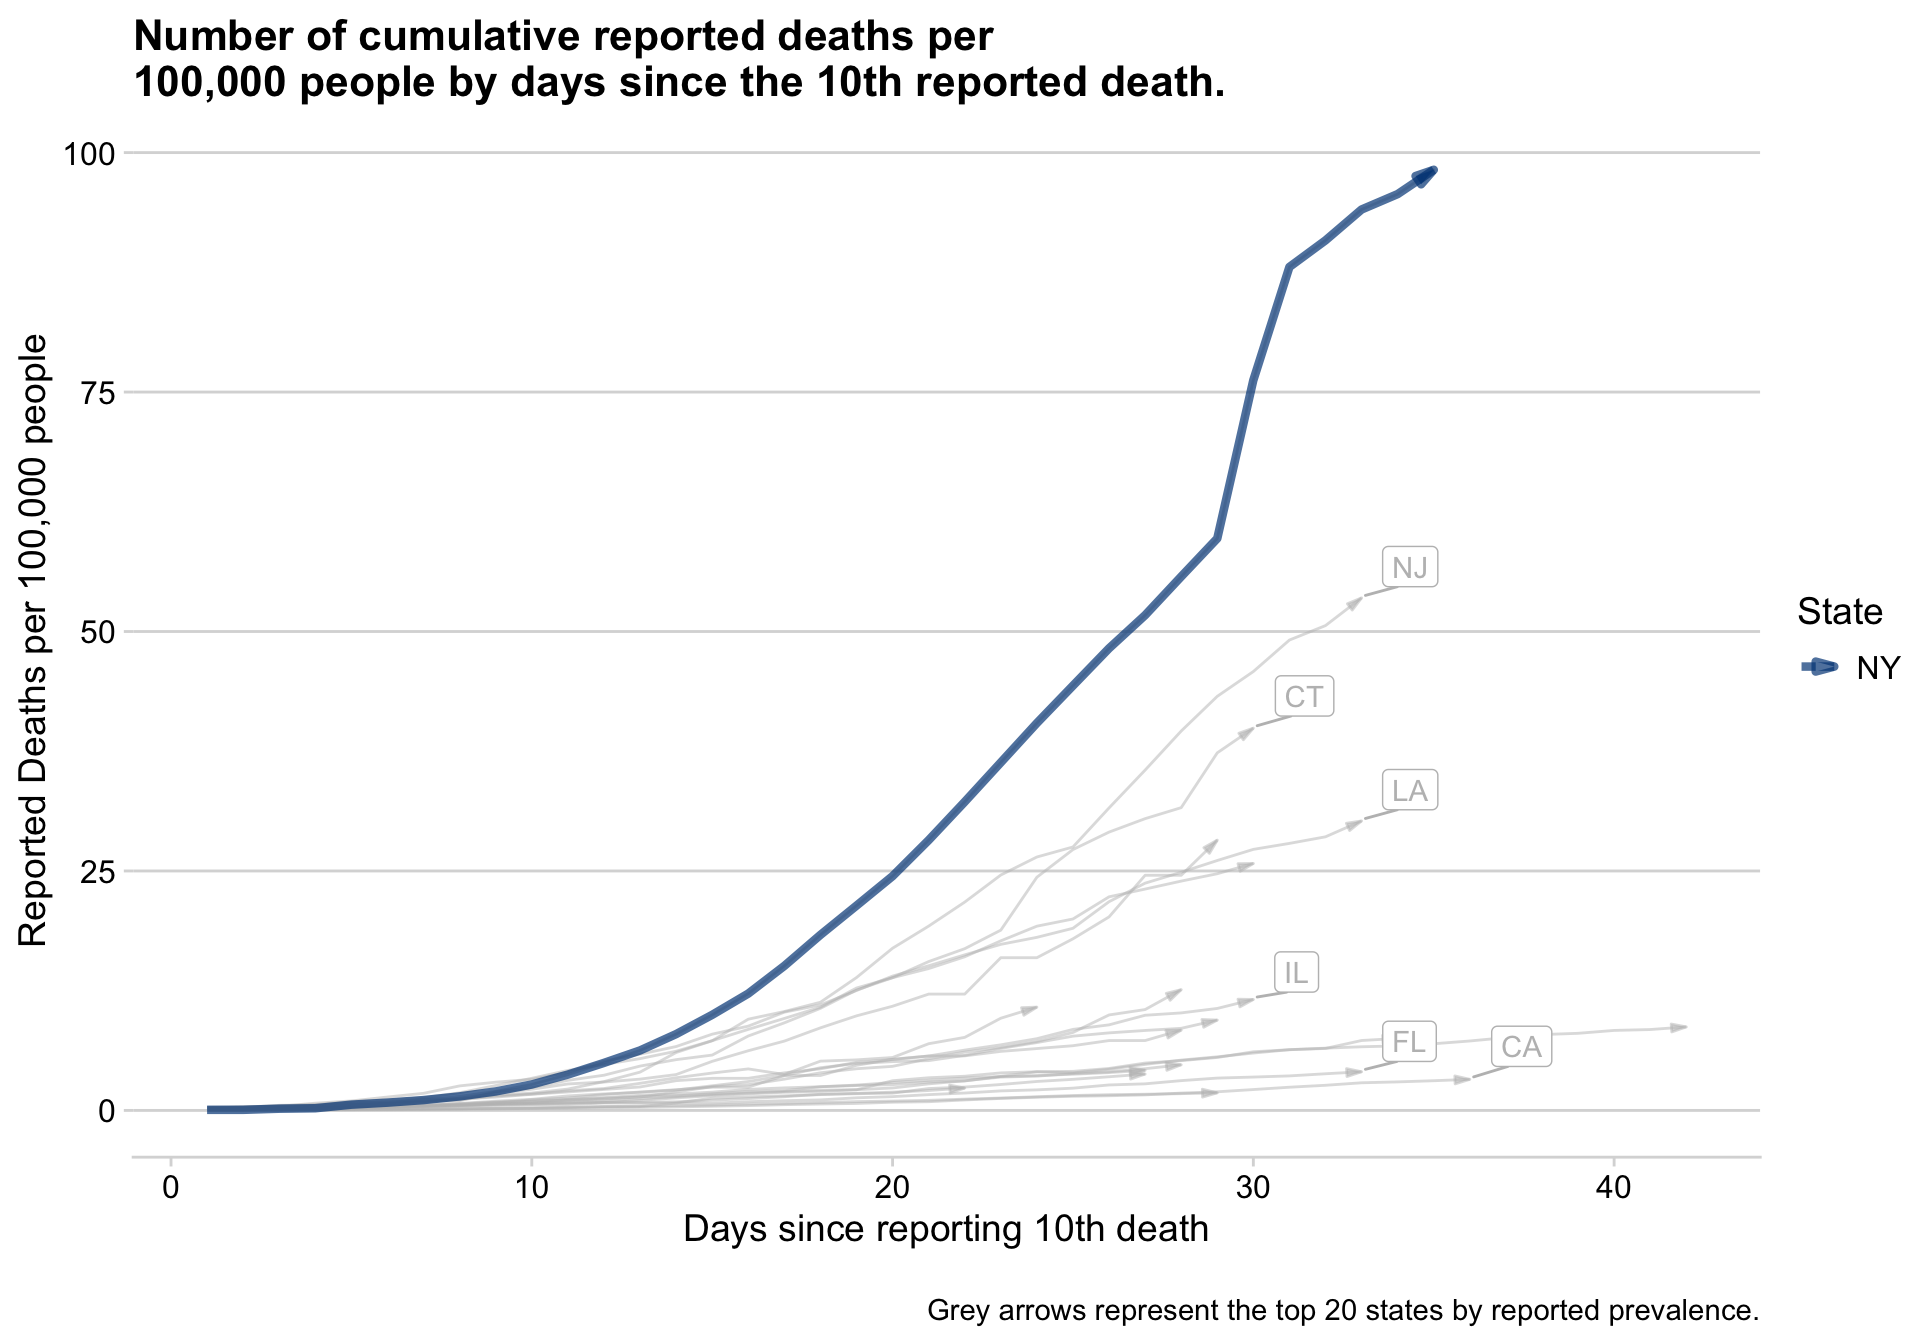 Number of cumulative reported deaths per
100,000 people by days since the 10th reported death.
Reported Deaths per 100,000 people
100
75
50
25
0
NJ
CT
LA
IL
FL
CA
State
NY
0
10
20
30
40
Days since reporting 10th death
Grey arrows represent the top 20 states by reported prevalence.